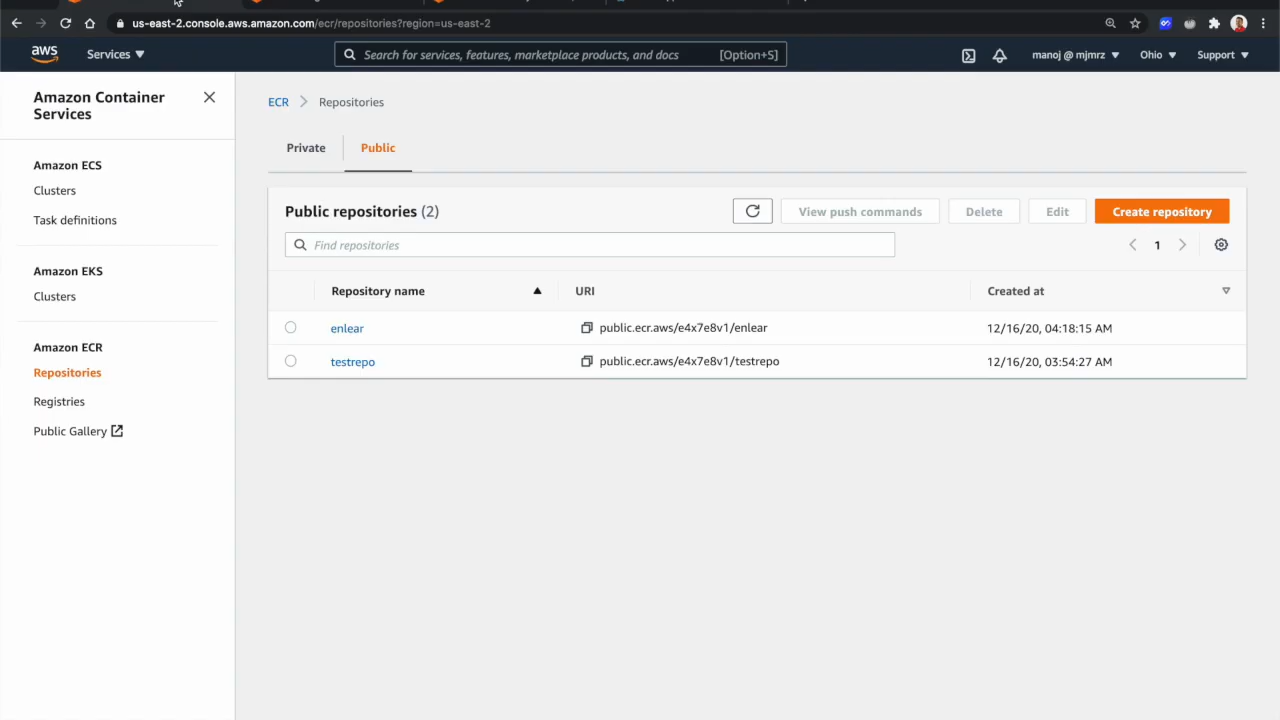 us-east-2.console.aws.amazon.com/ecr/repositories?region=us-east-2
aws
Services
Search for services, features, marketplace products, and docs
[Option+S]
manoj @ mjmrz
Ohio
Support
Amazon Container
Services
Amazon ECS
Clusters
Task definitions
Amazon EKS
Clusters
Amazon ECR
Repositories
Registries
Public Gallery
ECR
Repositories
Private
Public
Public repositories (2)
View push commands
Delete
Edit
Create repository
Find repositories
1
Repository name
URI
Created at
enlear
public.ecr.aws/e4x7e8v1/enlear
12/16/20, 04:18:15 AM
testrepo
public.ecr.aws/e4x7e8v1/testrepo
12/16/20, 03:54:27 AM